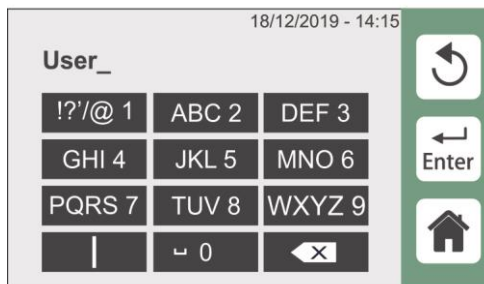 18/12/2019 - 14:15
User_
!?'/@ 1 ABC 2 DEF 3
GHI 4 JKL 5 MNO 6 Enter
PQRS 7 TUV 8 WXYZ 9
| ␣ 0